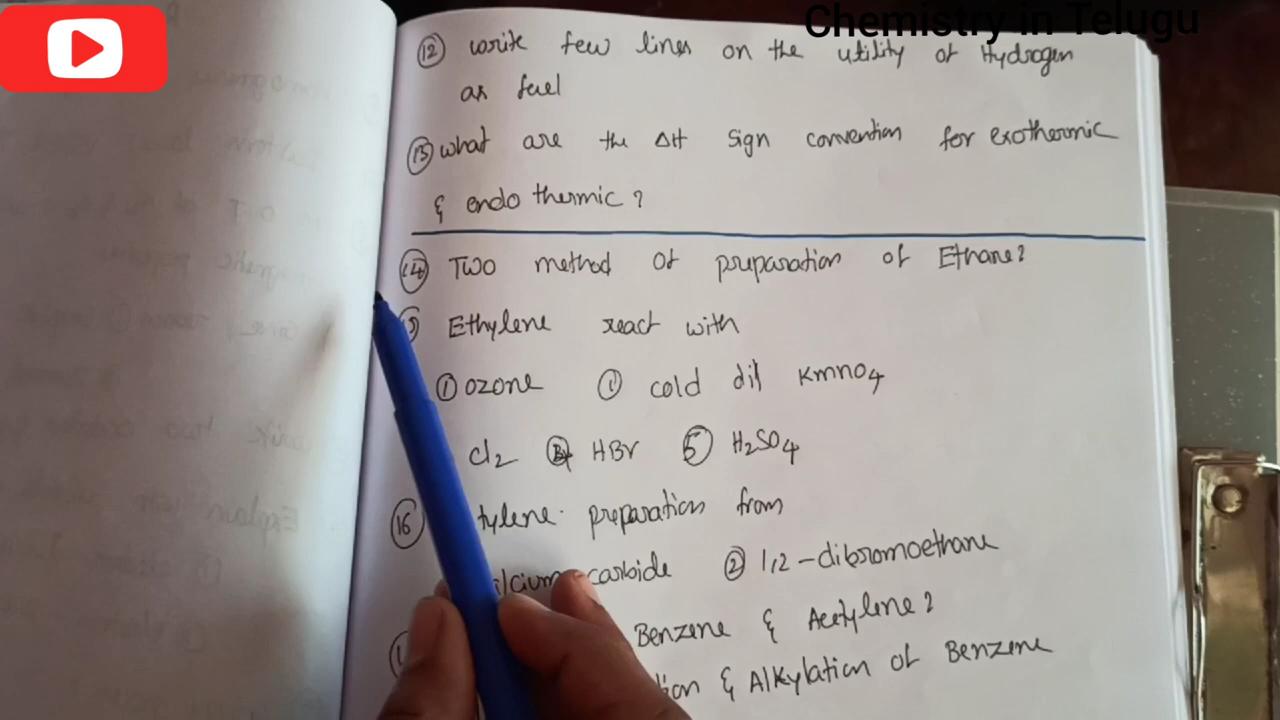 Chemistry in Telugu
⑫ write few lines on the utility of Hydrogen
as fuel
⑬ what are the ΔH sign convention for exothermic
& endo thermic ?
⑭ Two method of preparation of Ethane?
Ethylene react with
① ozone ① cold dil KmnO4
Cl2 HBr ⑤ H2SO4
⑯ tylene preparation from
lcium carbide ② 1,2-dibromoethane
Benzene & Acetylene?
tion & Alkylation of Benzene